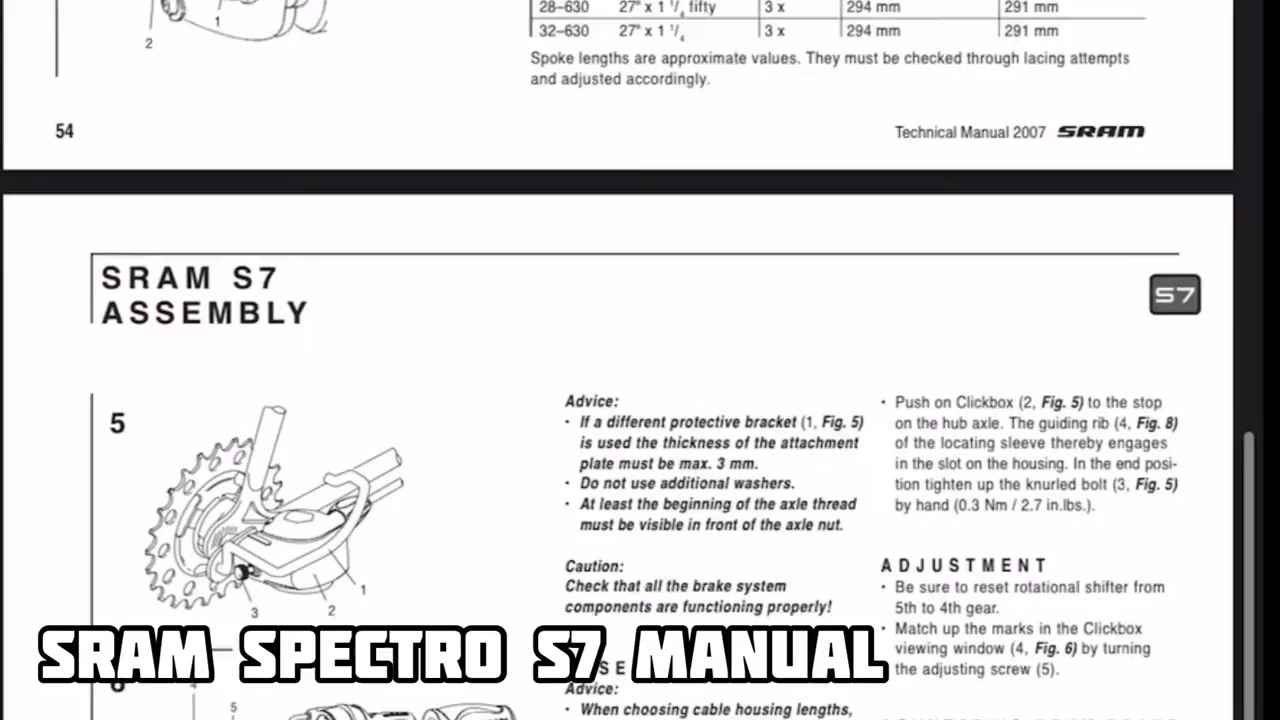 28–630 27" x 1 1/4 fifty 3 x 294 mm 291 mm
32–630 27" x 1 1/4 3 x 294 mm 291 mm
1
2
Spoke lengths are approximate values. They must be checked through lacing attempts
and adjusted accordingly.
54
Technical Manual 2007 SRAM
SRAM S7
ASSEMBLY
S7
5
1
2
3
Advice:
• If a different protective bracket (1, Fig. 5)
is used the thickness of the attachment
plate must be max. 3 mm.
• Do not use additional washers.
• At least the beginning of the axle thread
must be visible in front of the axle nut.
Caution:
Check that all the brake system
components are functioning properly!
Advice:
• When choosing cable housing lengths,
• Push on Clickbox (2, Fig. 5) to the stop
on the hub axle. The guiding rib (4, Fig. 8)
of the locating sleeve thereby engages
in the slot on the housing. In the end posi-
tion tighten up the knurled bolt (3, Fig. 5)
by hand (0.3 Nm / 2.7 in.lbs.).
ADJUSTMENT
• Be sure to reset rotational shifter from
5th to 4th gear.
• Match up the marks in the Clickbox
viewing window (4, Fig. 6) by turning
the adjusting screw (5).
SRAM SPECTRO S7 MANUAL
4
5